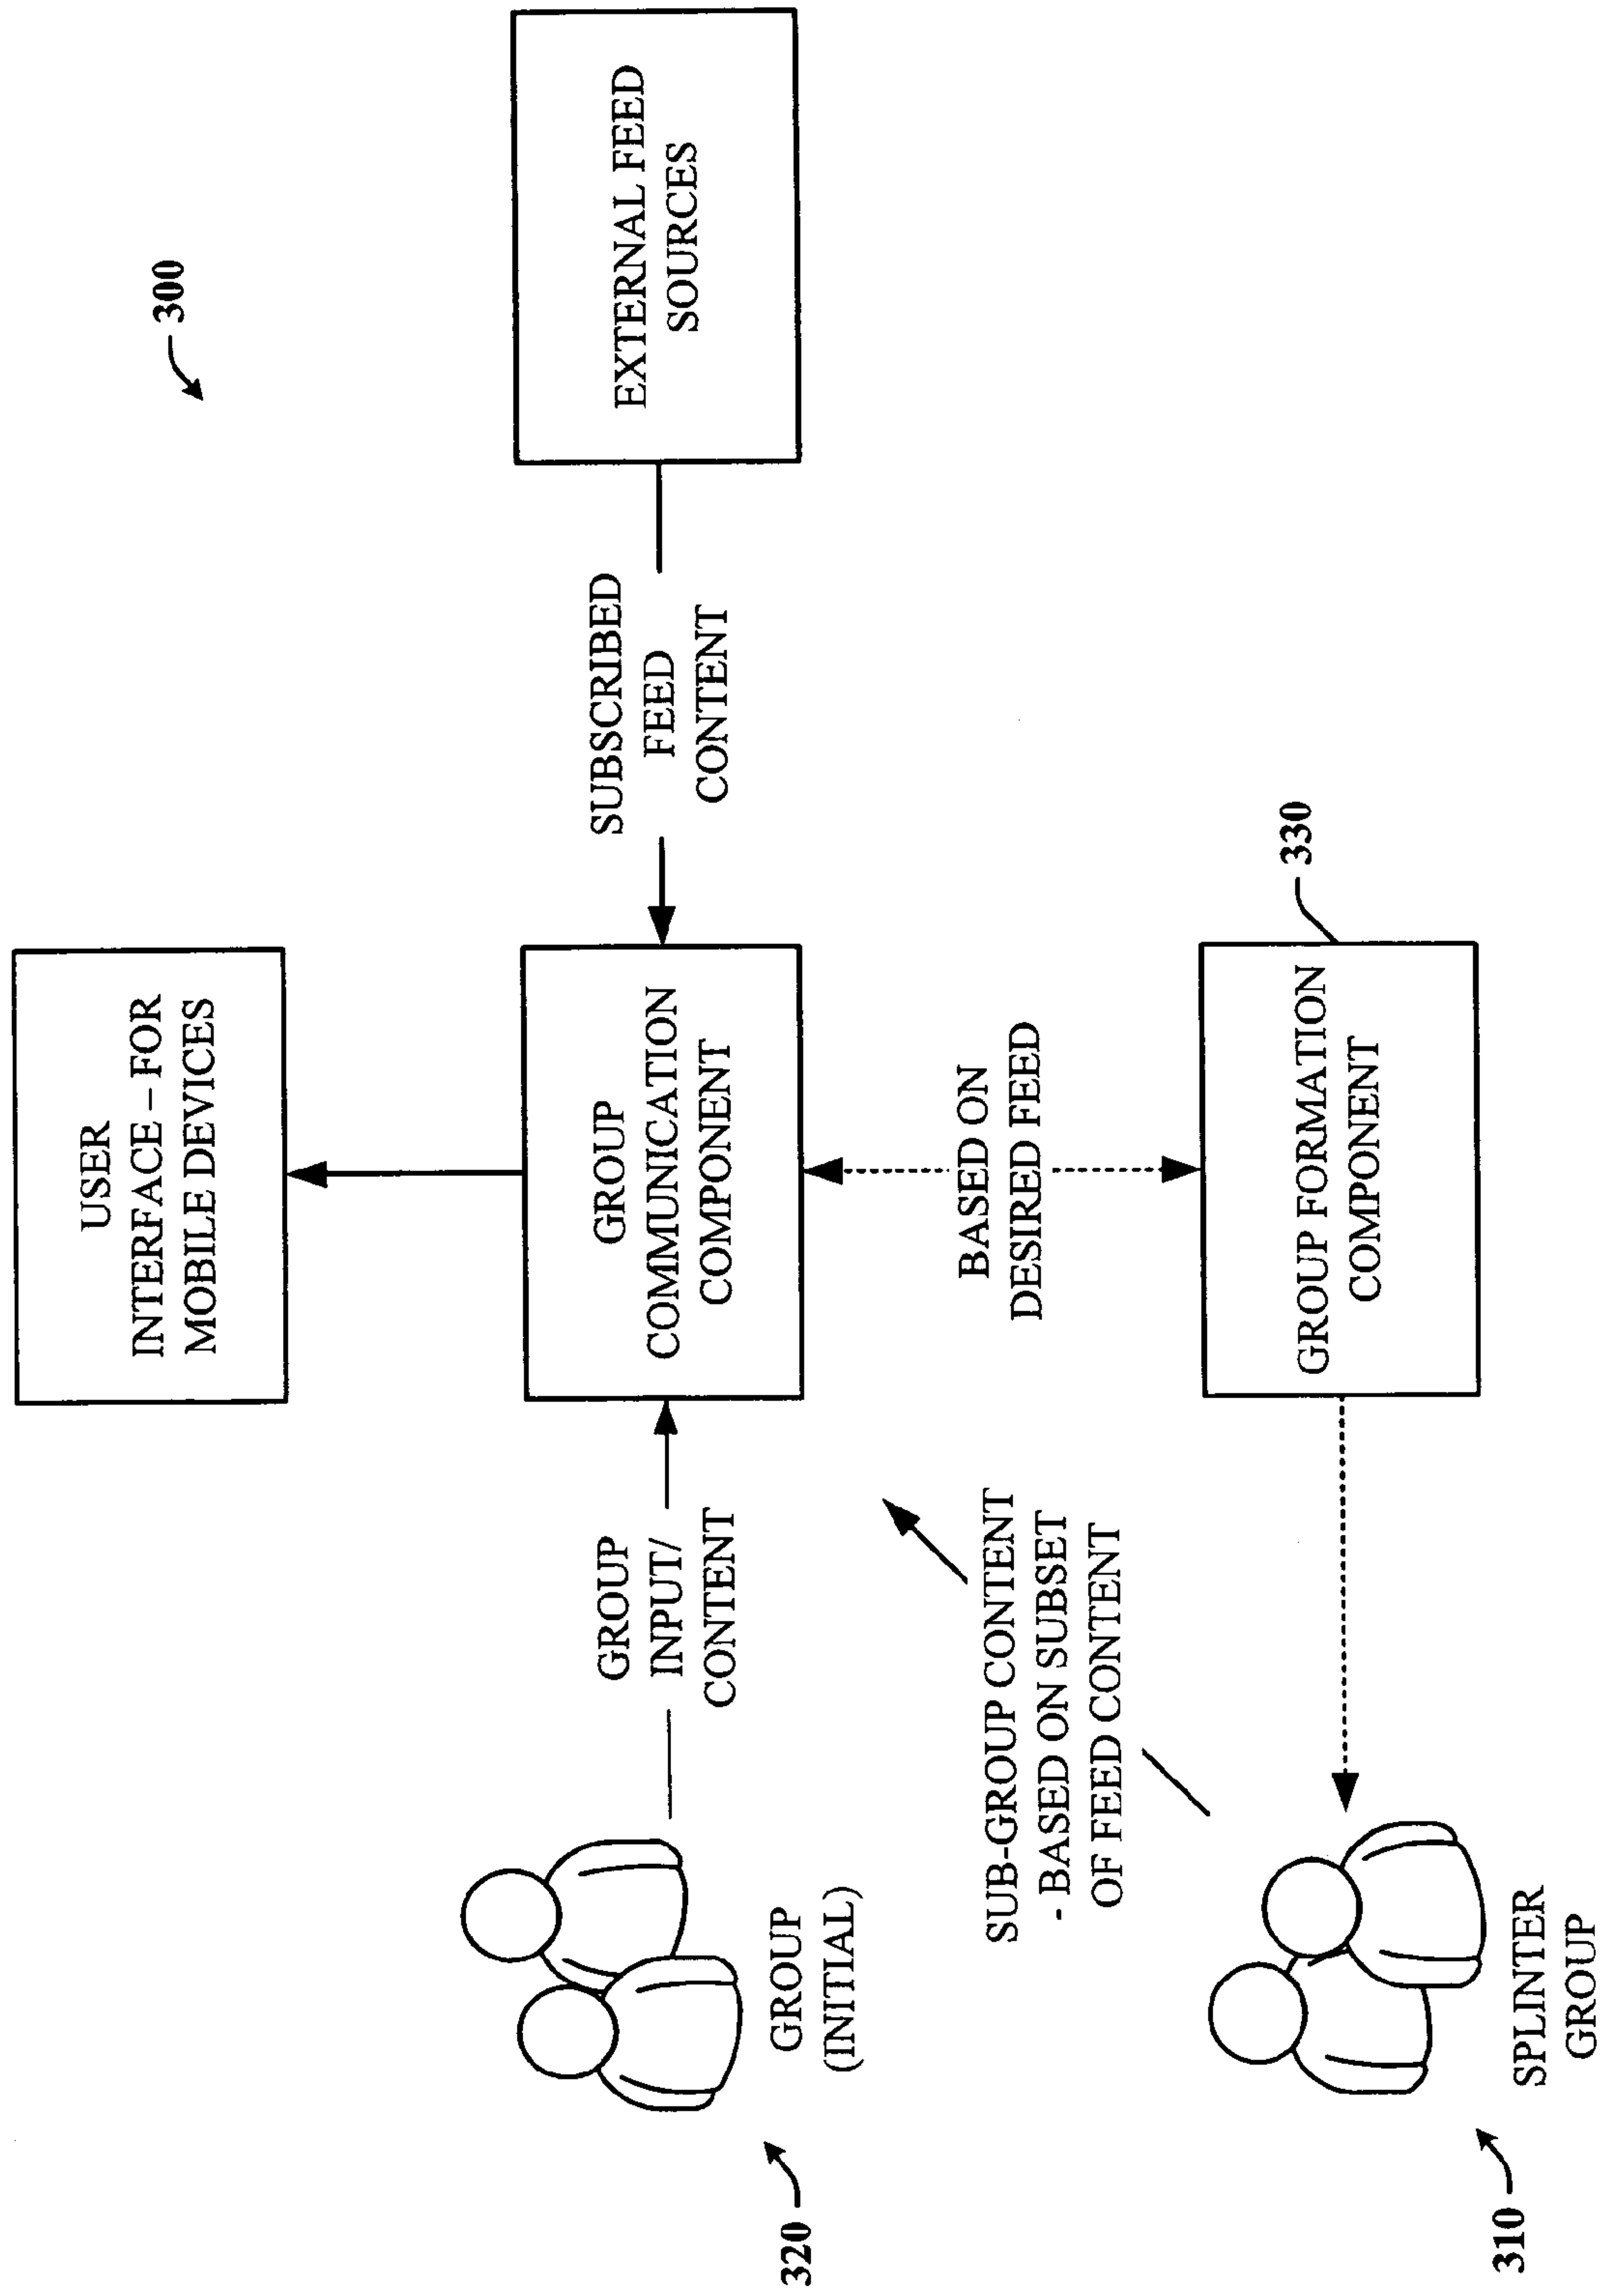 300
USER
INTERFACE – FOR
MOBILE DEVICES
GROUP
INPUT/
CONTENT
GROUP
COMMUNICATION
COMPONENT
SUBSCRIBED
FEED
CONTENT
EXTERNAL FEED
SOURCES
GROUP
(INITIAL)
320
SUB-GROUP CONTENT
- BASED ON SUBSET
OF FEED CONTENT
BASED ON
DESIRED FEED
330
GROUP FORMATION
COMPONENT
SPLINTER
GROUP
310